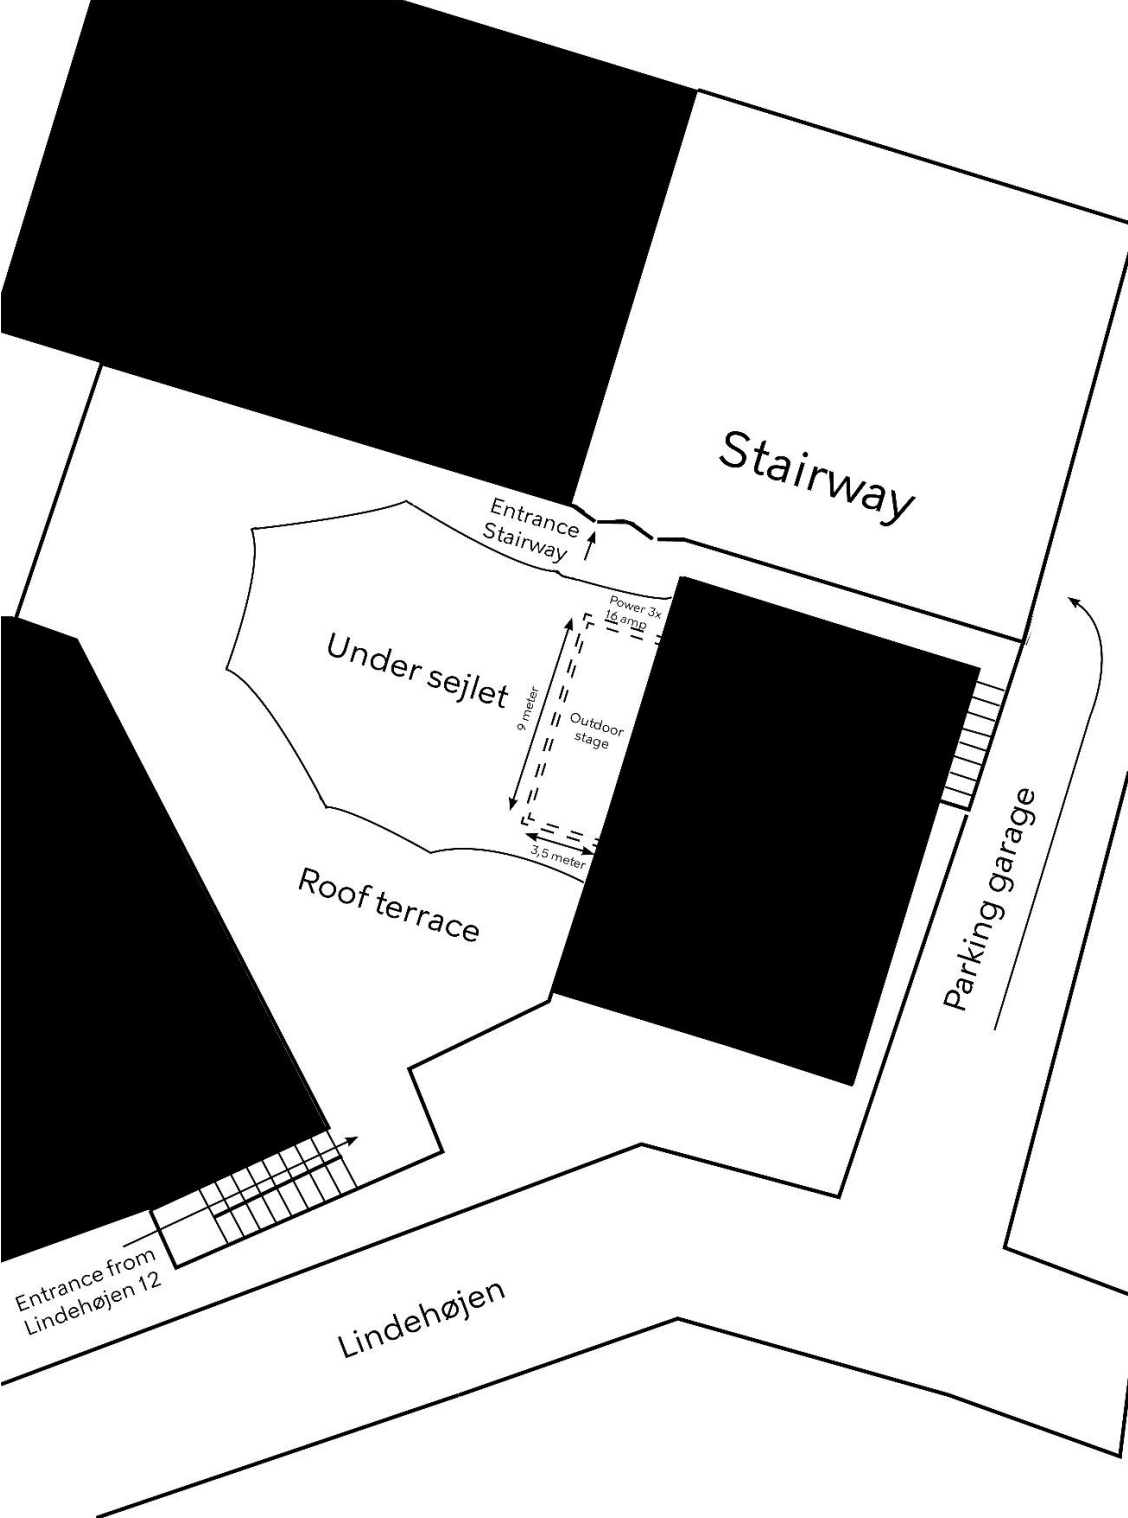 Stairway
Entrance
Stairway
Power 3x
16 amp
Under sejlet
9 meter
Outdoor
stage
3,5 meter
Roof terrace
Parking garage
Entrance from
Lindehøjen 12
Lindehøjen